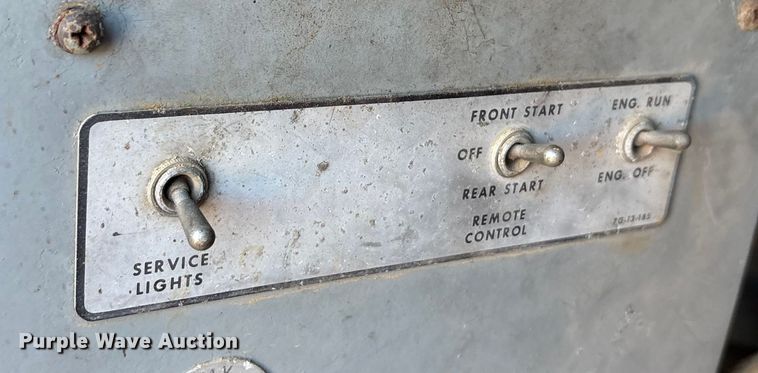 FRONT START
ENG. RUN
OFF
REAR START
ENG. OFF
REMOTE
CONTROL
SERVICE
LIGHTS
Purple Wave Auction